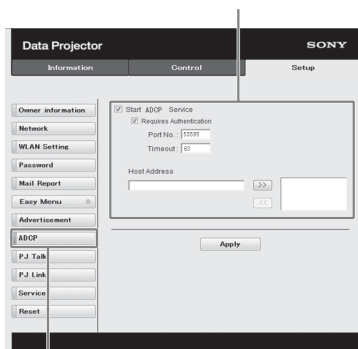 Data Projector
SONY
Information
Control
Setup
Owner information
Network
WLAN Setting
Password
Mail Report
Easy Menu
Advertisement
ADCP
PJ Talk
PJ Link
Service
Reset
Start ADCP Service
Requires Authentication
Port No. : 53595
Timeout : 60
Host Address
>>
<<
Apply